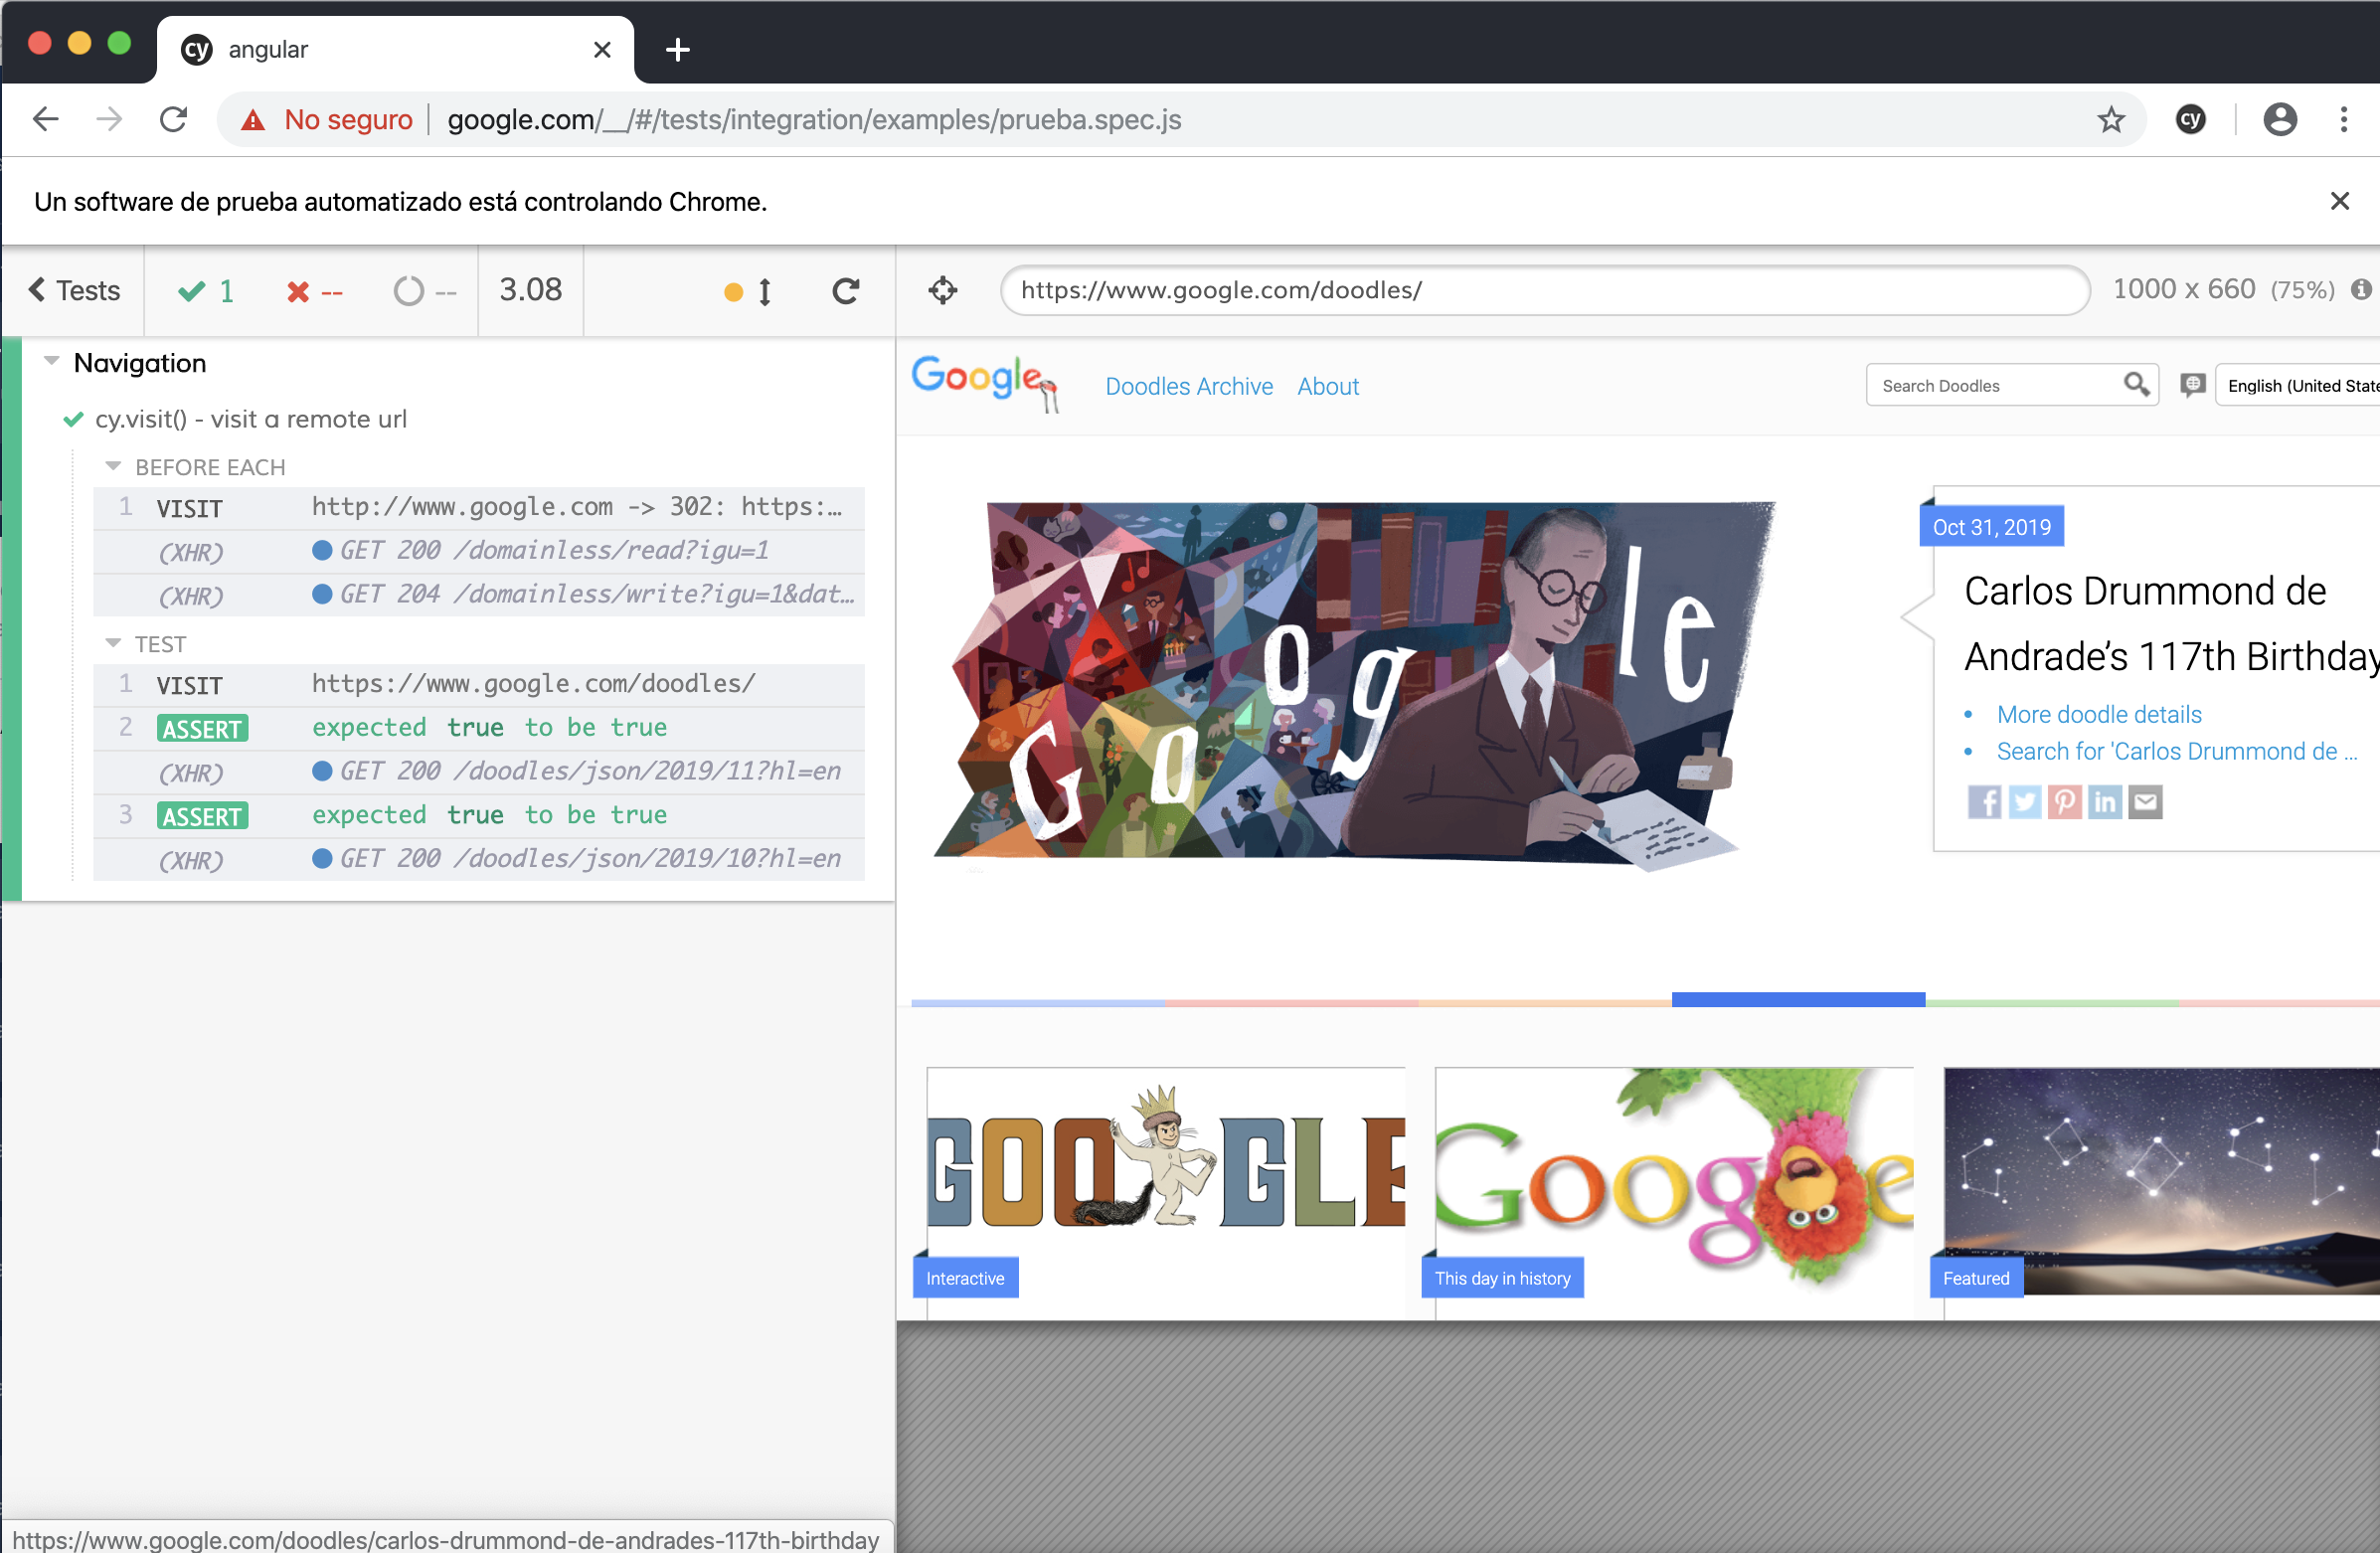 cy angular
No seguro google.com/__/#/tests/integration/examples/prueba.spec.js cy
Un software de prueba automatizado está controlando Chrome.
Tests 1 -- -- 3.08 https://www.google.com/doodles/ 1000 x 660 (75%)
Navigation
cy.visit() - visit a remote url
BEFORE EACH
1 VISIT http://www.google.com -> 302: https:…
(XHR) GET 200 /domainless/read?igu=1
(XHR) GET 204 /domainless/write?igu=1&dat…
TEST
1 VISIT https://www.google.com/doodles/
2 ASSERT expected true to be true
(XHR) GET 200 /doodles/json/2019/11?hl=en
3 ASSERT expected true to be true
(XHR) GET 200 /doodles/json/2019/10?hl=en
Google Doodles Archive About Search Doodles English (United State
Google
Oct 31, 2019
Carlos Drummond de
Andrade’s 117th Birthday
• More doodle details
• Search for 'Carlos Drummond de ...
GOOGLE
Interactive
Google
This day in history
Featured
https://www.google.com/doodles/carlos-drummond-de-andrades-117th-birthday